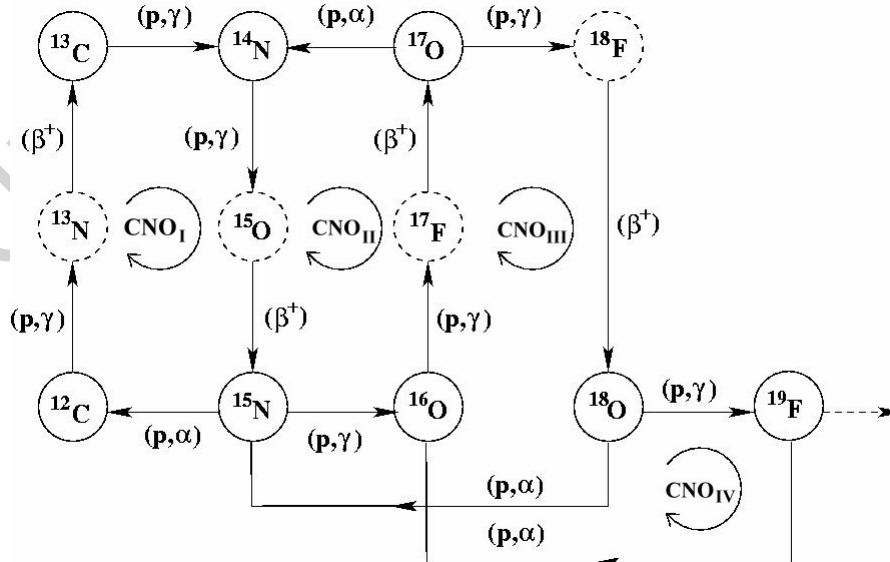 (p,γ) (p,α) (p,γ)
¹³C ¹⁴N ¹⁷O ¹⁸F
(β⁺) (p,γ) (β⁺)
¹³N CNO_I ¹⁵O CNO_II ¹⁷F CNO_III (β⁺)
(p,γ) (β⁺) (p,γ)
¹²C ¹⁵N ¹⁶O ¹⁸O (p,γ) ¹⁹F
(p,α) (p,γ)
(p,α) CNO_IV
(p,α)